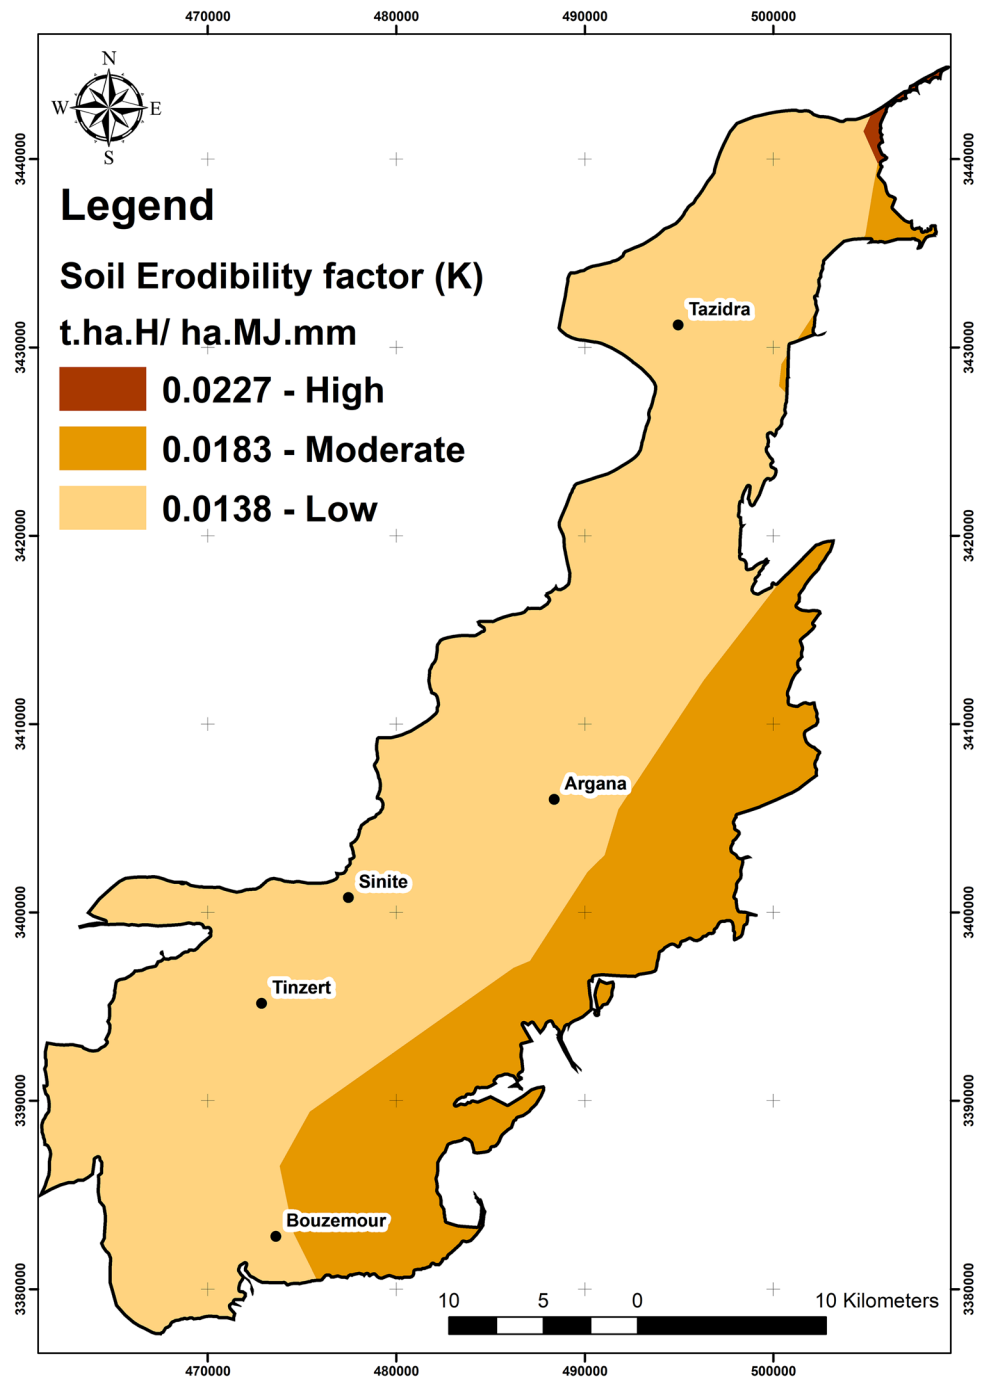 470000 480000 490000 500000
N
W E
S
3440000 3440000
Legend
Soil Erodibility factor (K)
t.ha.H/ ha.MJ.mm
Tazidra
3430000 3430000
0.0227 - High
0.0183 - Moderate
0.0138 - Low
3420000 3420000
3410000 3410000
Argana
Sinite
3400000 3400000
Tinzert
3390000 3390000
Bouzemour
3380000 3380000
10 5 0 10 Kilometers
470000 480000 490000 500000